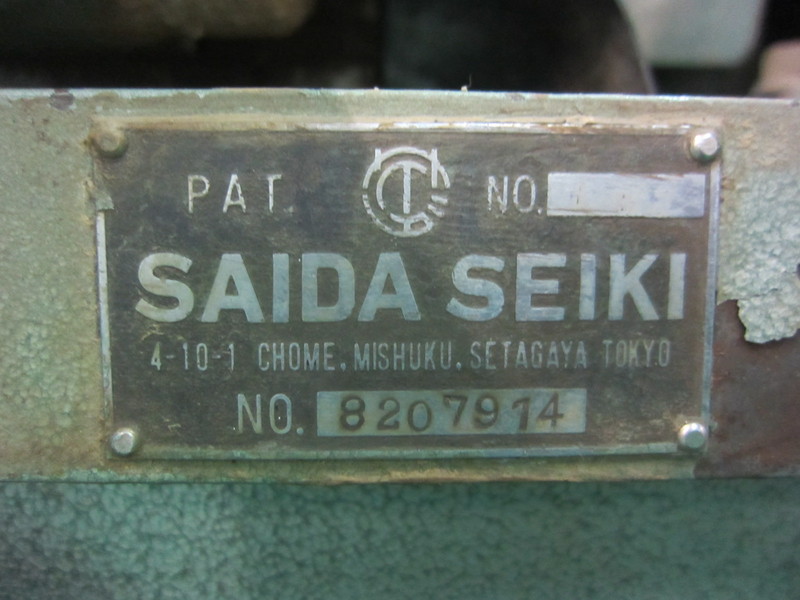 PAT. NO.
SAIDA SEIKI
4-10-1 CHOME, MISHUKU, SETAGAYA TOKYO
NO. 8207914